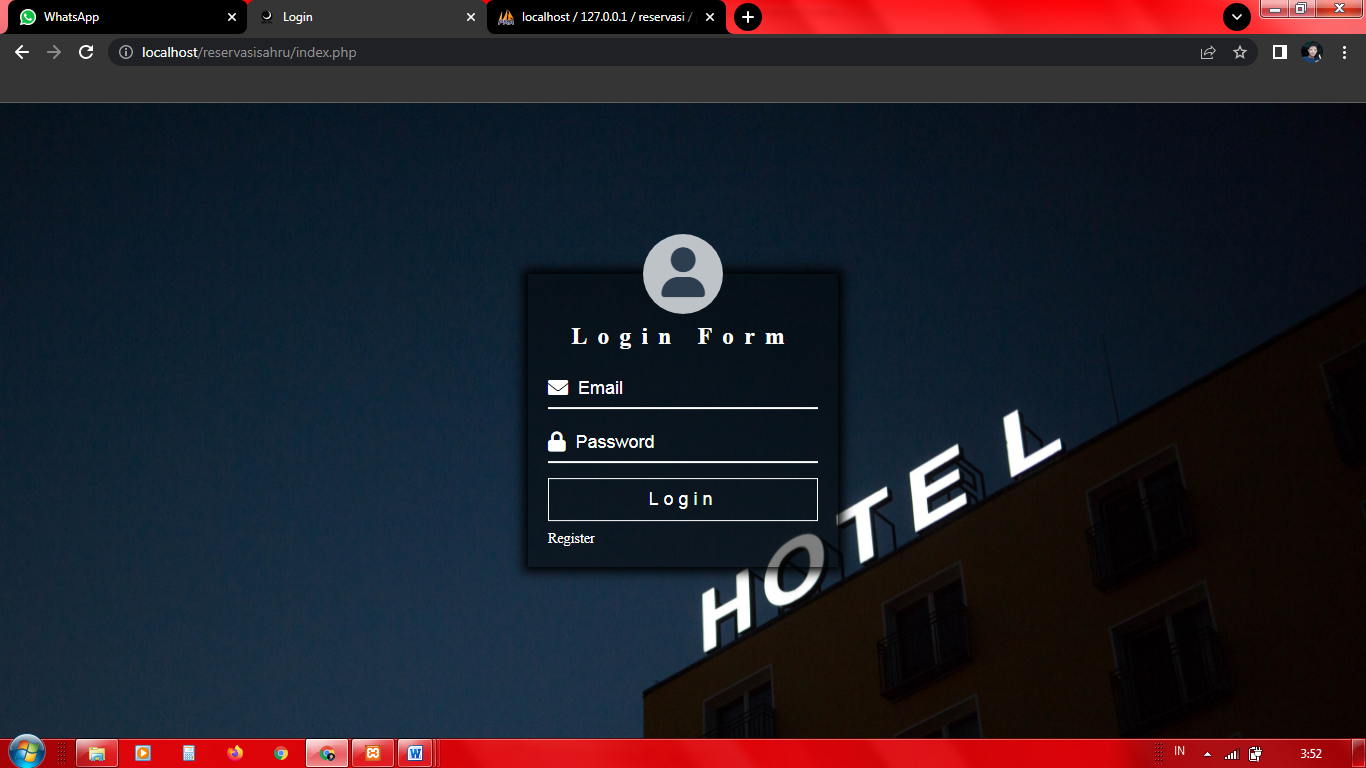 WhatsApp
Login
localhost / 127.0.0.1 / reservasi /
localhost/reservasisahru/index.php
Login Form
Email
Password
Login
Register
HOTEL
IN
3:52